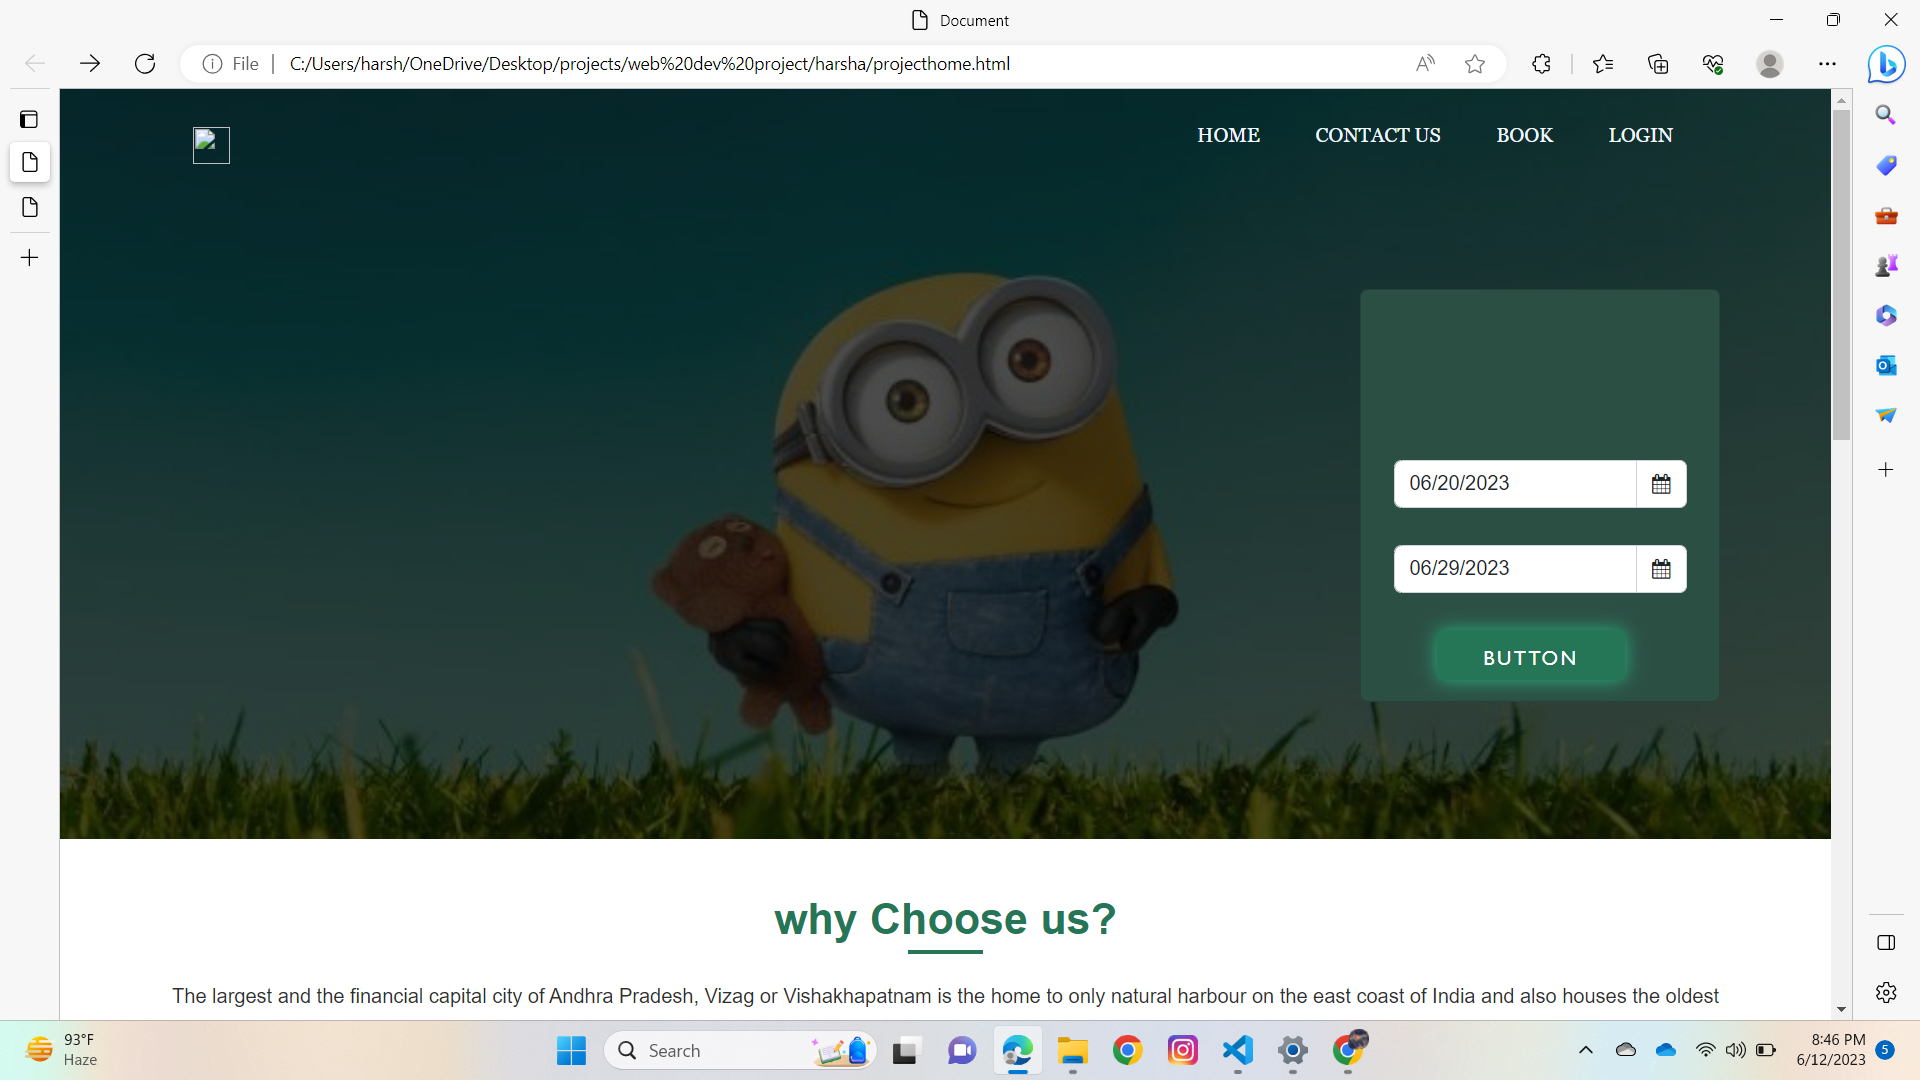 Document
File
C:/Users/harsh/OneDrive/Desktop/projects/web%20dev%20project/harsha/projecthome.html
HOME CONTACT US BOOK LOGIN
06/20/2023
06/29/2023
BUTTON
why Choose us?
The largest and the financial capital city of Andhra Pradesh, Vizag or Vishakhapatnam is the home to only natural harbour on the east coast of India and also houses the oldest
93°F
Haze
Search
8:46 PM
6/12/2023
5